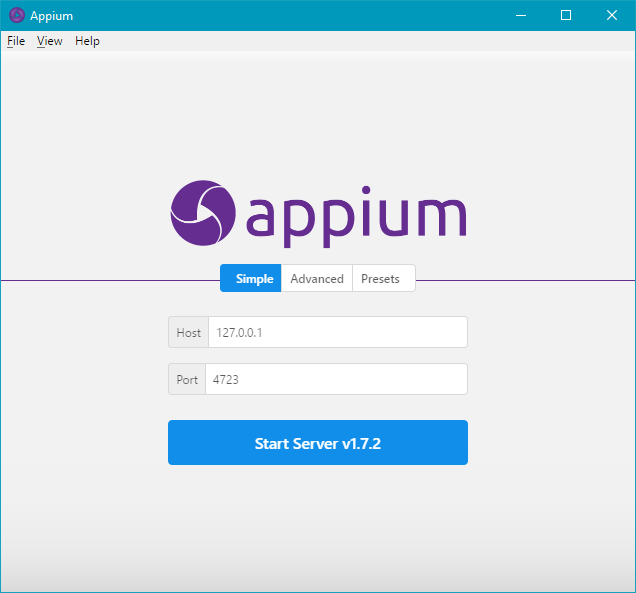 Appium
File View Help
appium
Simple Advanced Presets
Host 127.0.0.1
Port 4723
Start Server v1.7.2